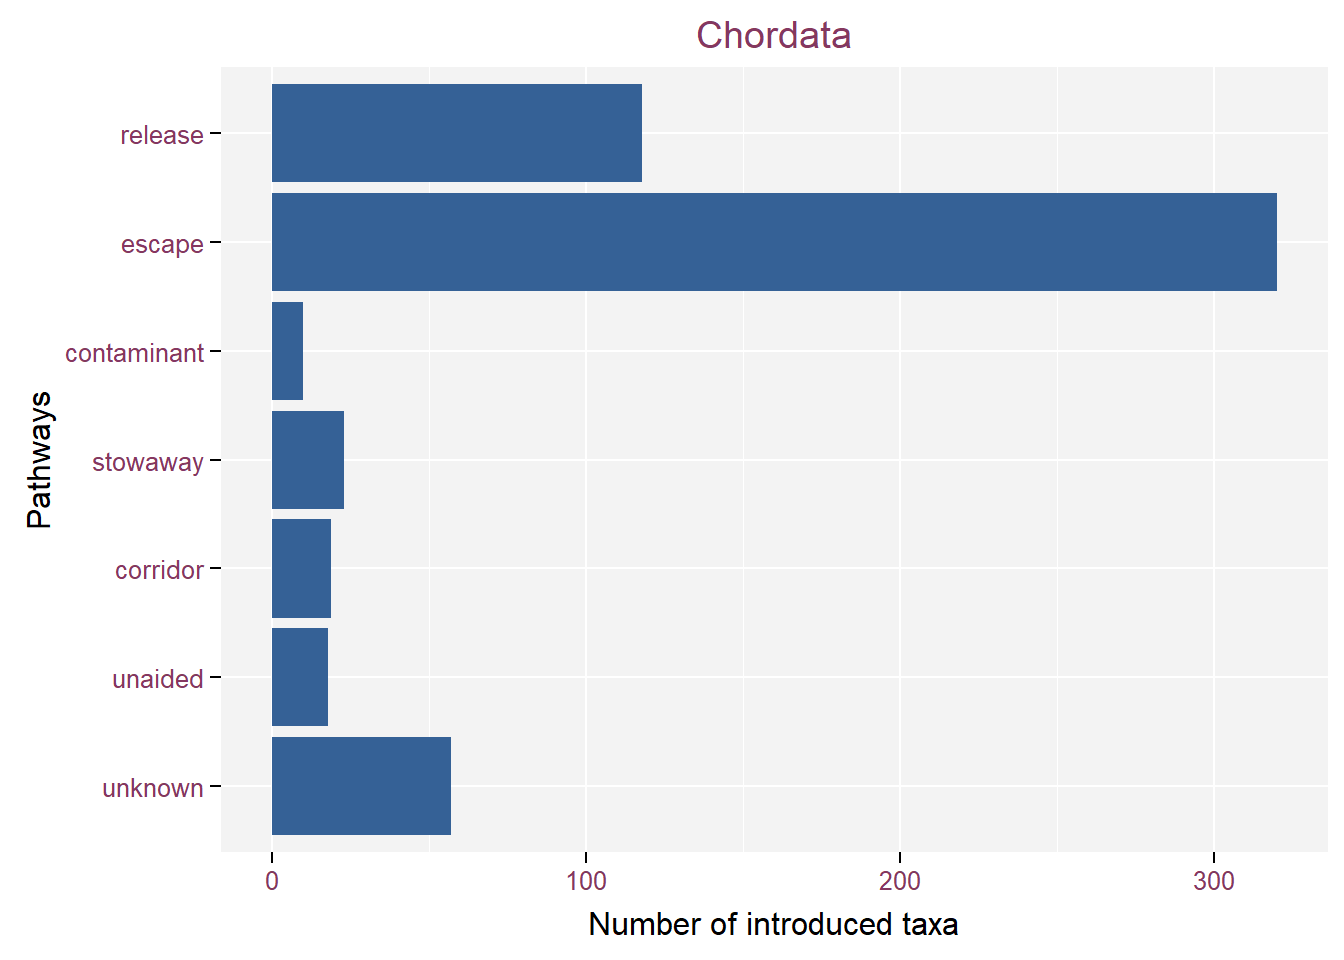 Chordata
release
escape
contaminant
stowaway
corridor
unaided
unknown
Pathways
0 100 200 300
Number of introduced taxa